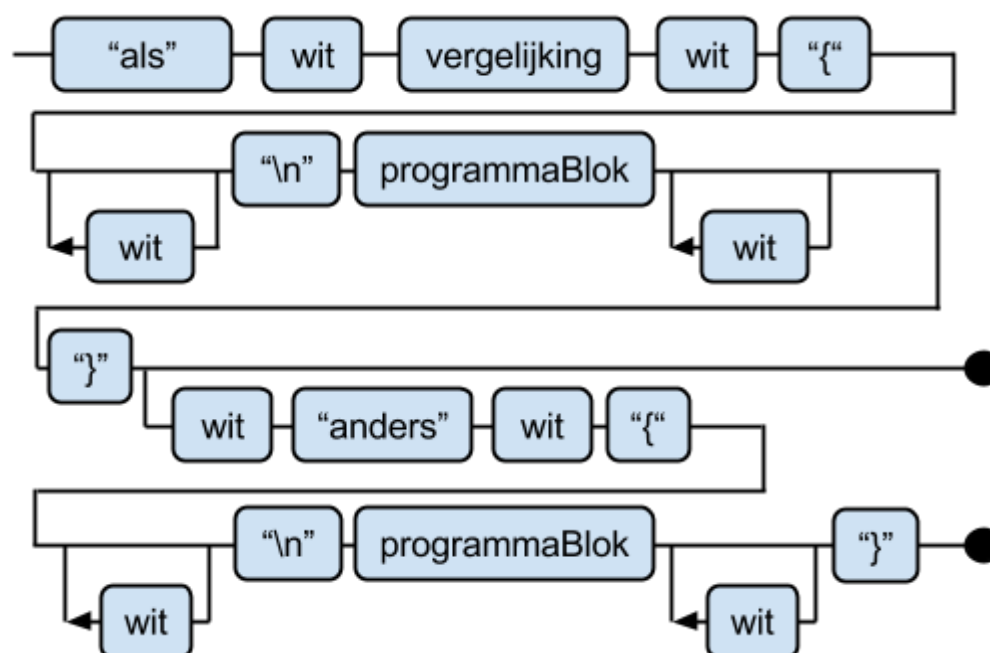 “als” wit vergelijking wit “{“
“\n” programmaBlok
wit wit
“}”
wit “anders” wit “{“
“\n” programmaBlok “}”
wit wit